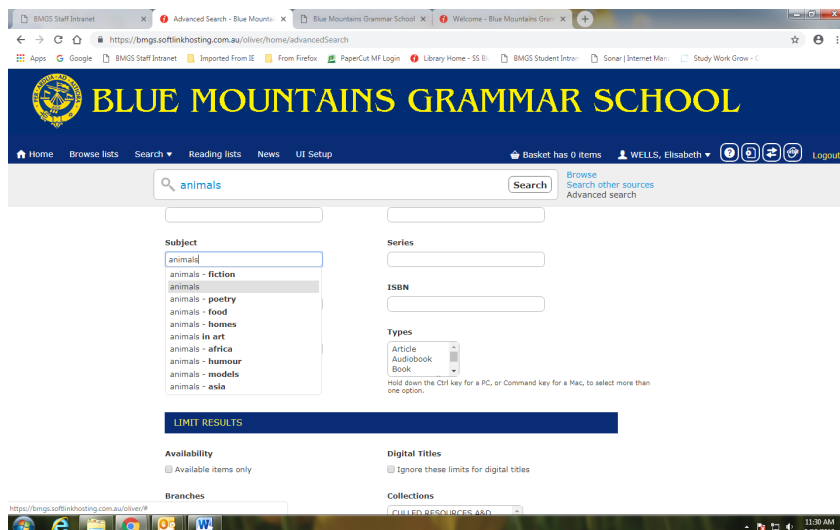 BMGS Staff Intranet
Advanced Search - Blue Mountai
Blue Mountains Grammar School
Welcome - Blue Mountains Gram
https://bmgs.softlinkhosting.com.au/oliver/home/advancedSearch
Apps Google BMGS Staff Intranet Imported From IE From Firefox PaperCut MF Login Library Home - SS Bl BMGS Student Intran Sonar | Internet Mana Study Work Grow - C
BLUE MOUNTAINS GRAMMAR SCHOOL
Home Browse lists Search Reading lists News UI Setup Basket has 0 items WELLS, Elisabeth Logout
animals Search
Browse
Search other sources
Advanced search
Subject Series
animals
animals - fiction
animals
animals - poetry
animals - food
animals - homes
animals in art
animals - africa
animals - humour
animals - models
animals - asia
ISBN
Types
Article
Audiobook
Book
Hold down the Ctrl key for a PC, or Command key for a Mac, to select more than
one option.
LIMIT RESULTS
Availability Digital Titles
Available items only Ignore these limits for digital titles
Branches Collections
CULLED RESOURCES A&D
https://bmgs.softlinkhosting.com.au/oliver/#
11:30 AM